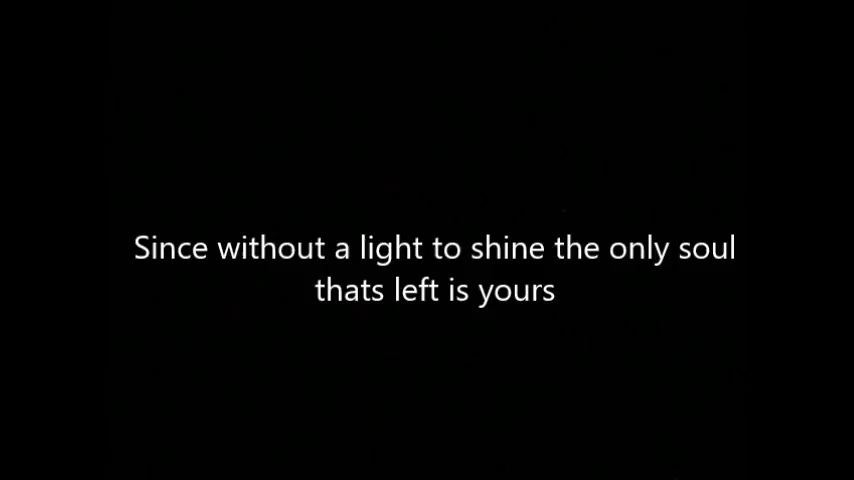 Since without a light to shine the only soul
thats left is yours